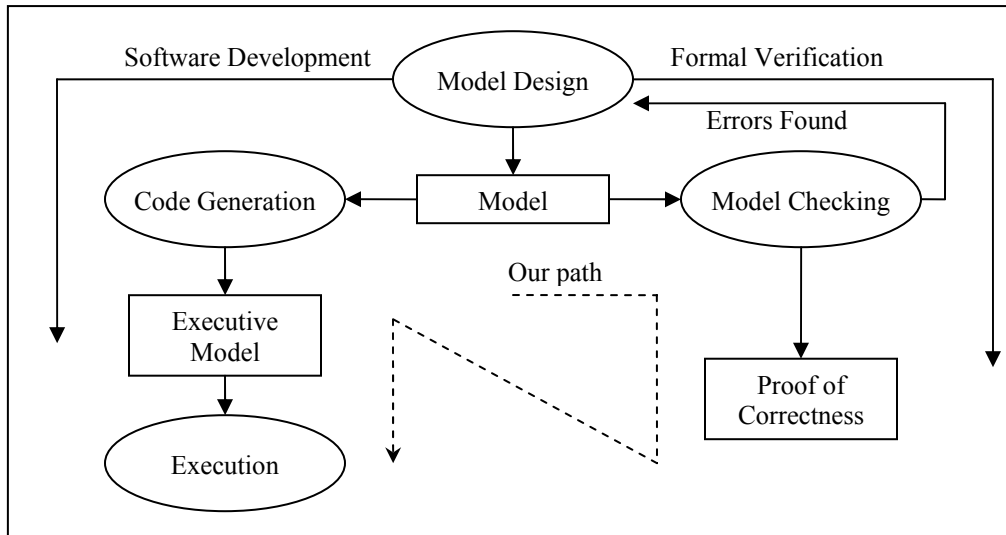 Software Development
Model Design
Formal Verification
Errors Found
Code Generation
Model
Model Checking
Our path
Executive
Model
Proof of
Correctness
Execution